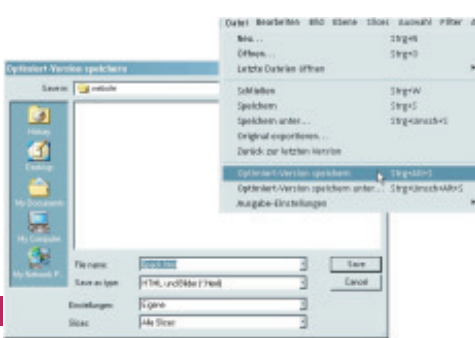 Datei Bearbeiten Bild Ebene Slices Auswahl Filter
Neu... Strg+N
Öffnen... Strg+O
Letzte Dateien öffnen
Schließen Strg+W
Speichern Strg+S
Speichern unter... Strg+Umsch+S
Original exportieren...
Zurück zur letzten Version
Optimiert-Version speichern Strg+Alt+S
Optimiert-Version speichern unter... Strg+Umsch+Alt+S
Ausgabe-Einstellungen
Optimiert-Version speichern
Save in: website
History
Desktop
My Documents
My Computer
My Network P...
File name: Save
Save as type: HTML und Bilder (*.html) Cancel
Einstellungen: Eigene
Slices: Alle Slices